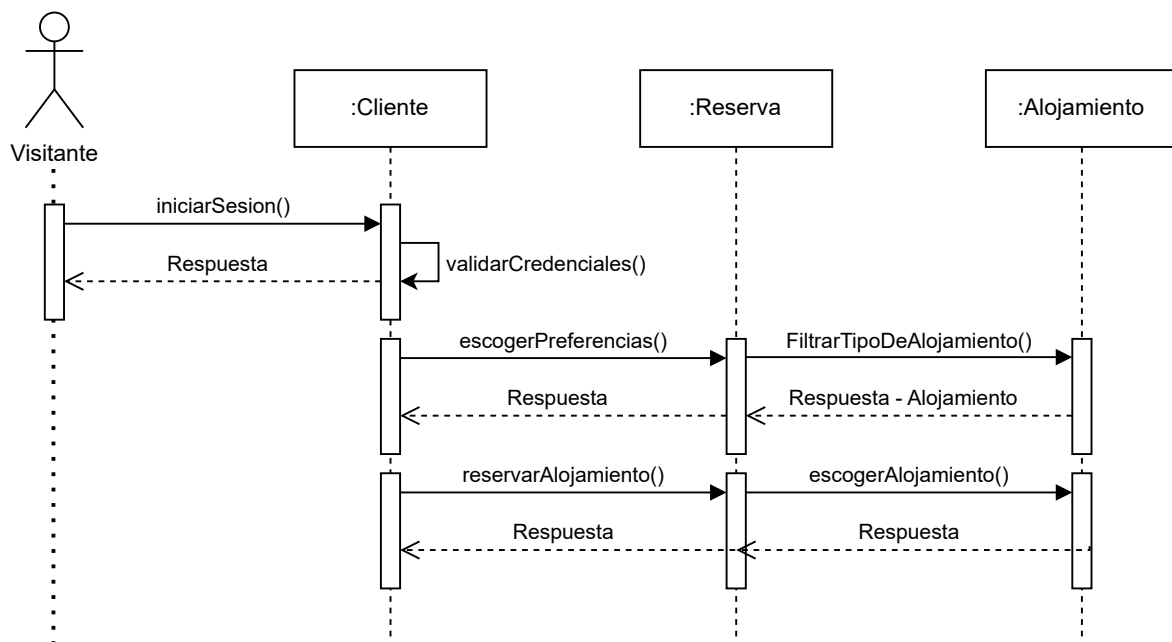 :Cliente
:Reserva
:Alojamiento
Visitante
iniciarSesion()
Respuesta
validarCredenciales()
escogerPreferencias()
FiltrarTipoDeAlojamiento()
Respuesta
Respuesta - Alojamiento
reservarAlojamiento()
escogerAlojamiento()
Respuesta
Respuesta